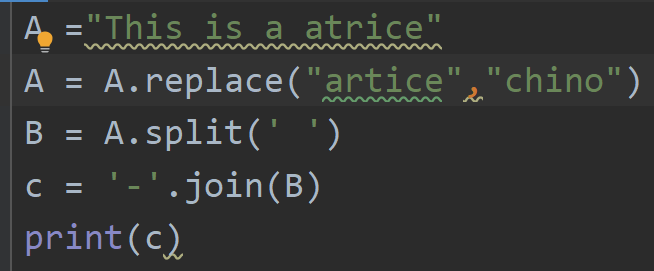 A ="This is a atrice"
A = A.replace("artice","chino")
B = A.split(' ')
c = '-'.join(B)
print(c)